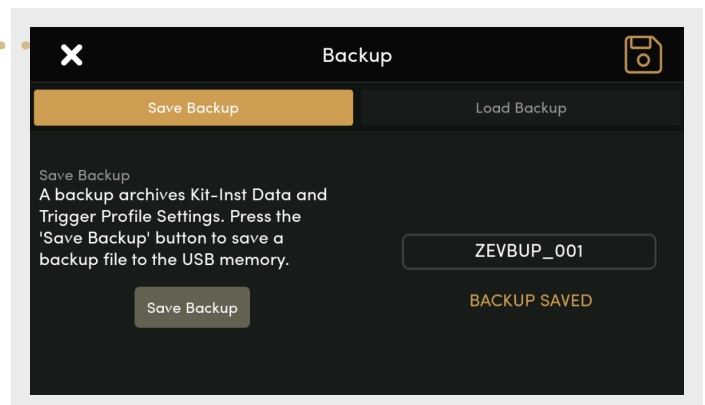 Backup
Save Backup
Load Backup
Save Backup
A backup archives Kit-Inst Data and
Trigger Profile Settings. Press the
'Save Backup' button to save a
backup file to the USB memory.
Save Backup
ZEVBUP_001
BACKUP SAVED